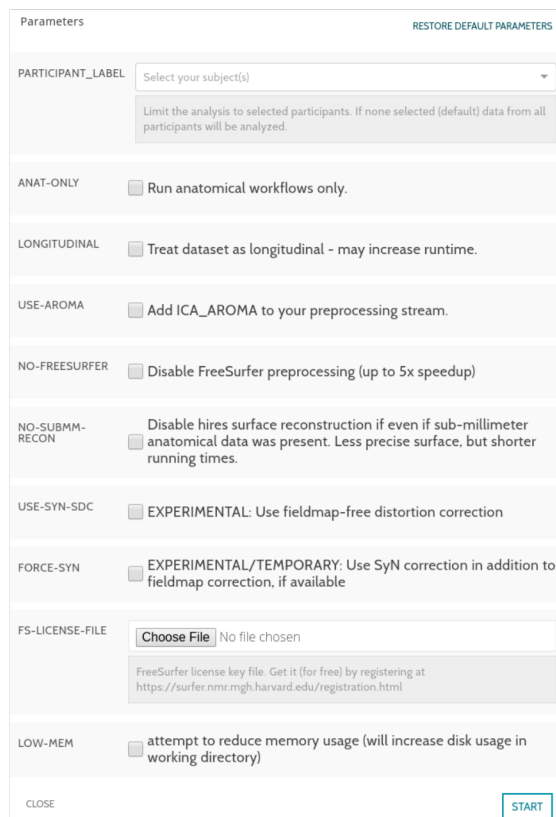 Parameters
RESTORE DEFAULT PARAMETERS
PARTICIPANT_LABEL
Select your subject(s)
Limit the analysis to selected participants. If none selected (default) data from all
participants will be analyzed.
ANAT-ONLY
Run anatomical workflows only.
LONGITUDINAL
Treat dataset as longitudinal - may increase runtime.
USE-AROMA
Add ICA_AROMA to your preprocessing stream.
NO-FREESURFER
Disable FreeSurfer preprocessing (up to 5x speedup)
NO-SUBMM-
RECON
Disable hires surface reconstruction if even if sub-millimeter
anatomical data was present. Less precise surface, but shorter
running times.
USE-SYN-SDC
EXPERIMENTAL: Use fieldmap-free distortion correction
FORCE-SYN
EXPERIMENTAL/TEMPORARY: Use SyN correction in addition to
fieldmap correction, if available
FS-LICENSE-FILE
Choose File No file chosen
FreeSurfer license key file. Get it (for free) by registering at
https://surfer.nmr.mgh.harvard.edu/registration.html
LOW-MEM
attempt to reduce memory usage (will increase disk usage in
working directory)
CLOSE
START